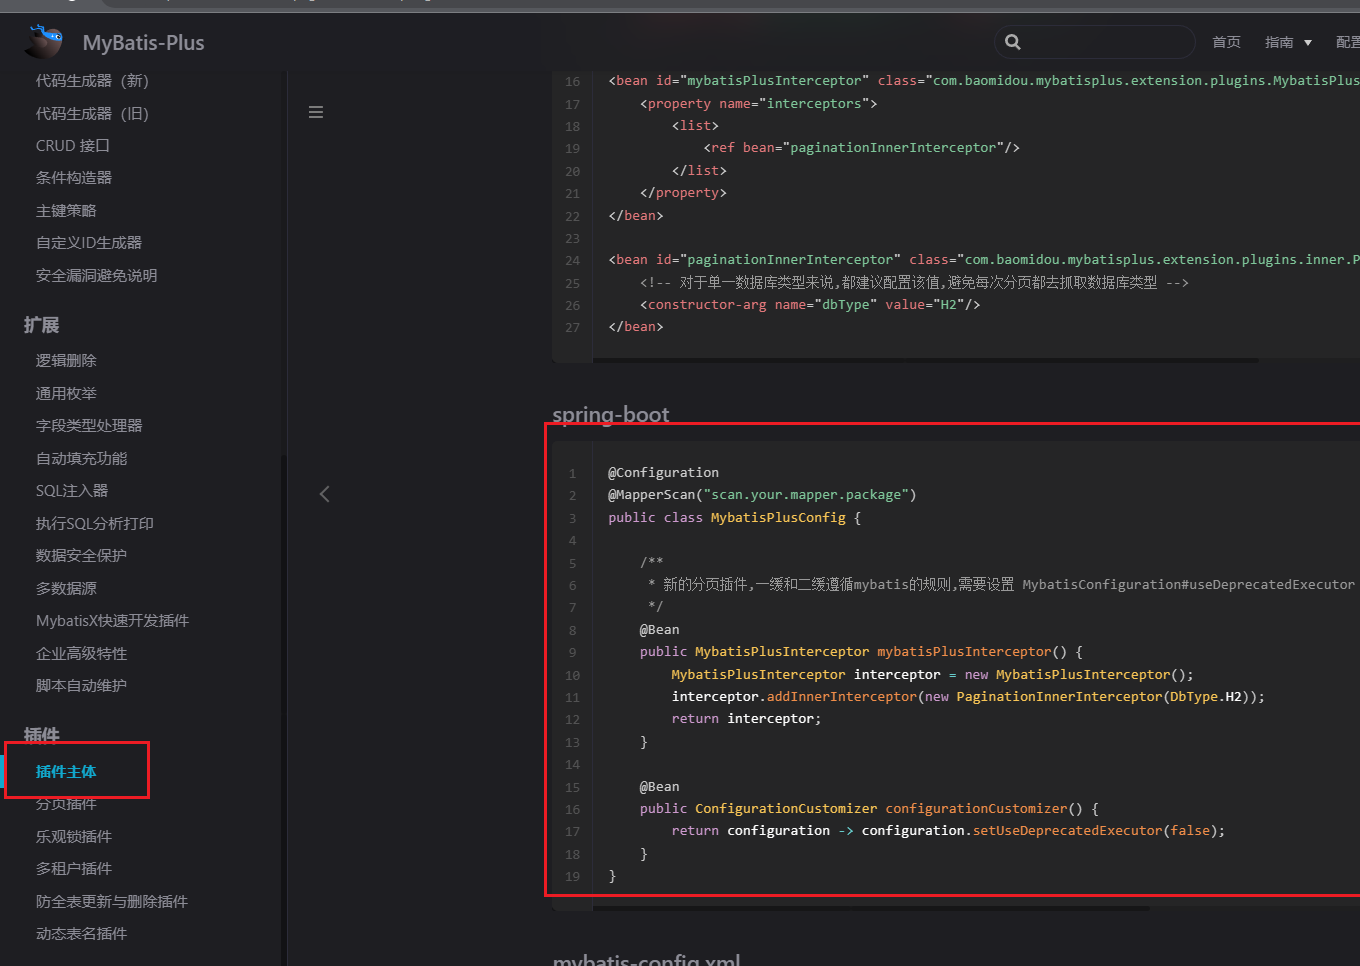 MyBatis-Plus
首页
指南
配置
代码生成器（新）
代码生成器（旧）
CRUD 接口
条件构造器
主键策略
自定义ID生成器
安全漏洞避免说明
扩展
逻辑删除
通用枚举
字段类型处理器
自动填充功能
SQL注入器
执行SQL分析打印
数据安全保护
多数据源
MybatisX快速开发插件
企业高级特性
脚本自动维护
插件
插件主体
分页插件
乐观锁插件
多租户插件
防全表更新与删除插件
动态表名插件
16 <bean id="mybatisPlusInterceptor" class="com.baomidou.mybatisplus.extension.plugins.MybatisPlus
17 <property name="interceptors">
18 <list>
19 <ref bean="paginationInnerInterceptor"/>
20 </list>
21 </property>
22 </bean>
23
24 <bean id="paginationInnerInterceptor" class="com.baomidou.mybatisplus.extension.plugins.inner.P
25 <!-- 对于单一数据库类型来说,都建议配置该值,避免每次分页都去抓取数据库类型 -->
26 <constructor-arg name="dbType" value="H2"/>
27 </bean>
spring-boot
1 @Configuration
2 @MapperScan("scan.your.mapper.package")
3 public class MybatisPlusConfig {
4
5 /**
6 * 新的分页插件,一缓和二缓遵循mybatis的规则,需要设置 MybatisConfiguration#useDeprecatedExecutor
7 */
8 @Bean
9 public MybatisPlusInterceptor mybatisPlusInterceptor() {
10 MybatisPlusInterceptor interceptor = new MybatisPlusInterceptor();
11 interceptor.addInnerInterceptor(new PaginationInnerInterceptor(DbType.H2));
12 return interceptor;
13 }
14
15 @Bean
16 public ConfigurationCustomizer configurationCustomizer() {
17 return configuration -> configuration.setUseDeprecatedExecutor(false);
18 }
19 }
mybatis-config.xml